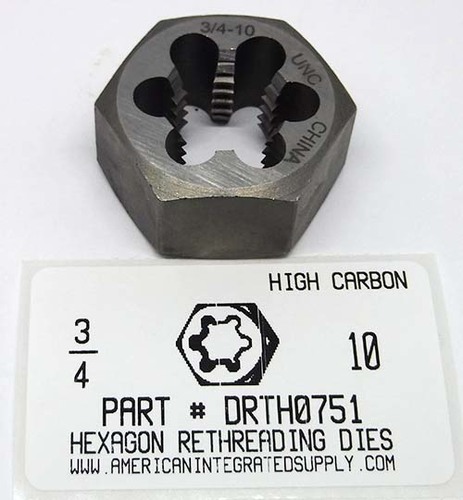 3/4-10
UNC
CHINA
HIGH CARBON
3/4
10
PART # DRTH0751
HEXAGON RETHREADING DIES
WWW.AMERICANINTEGRATEDSUPPLY.COM